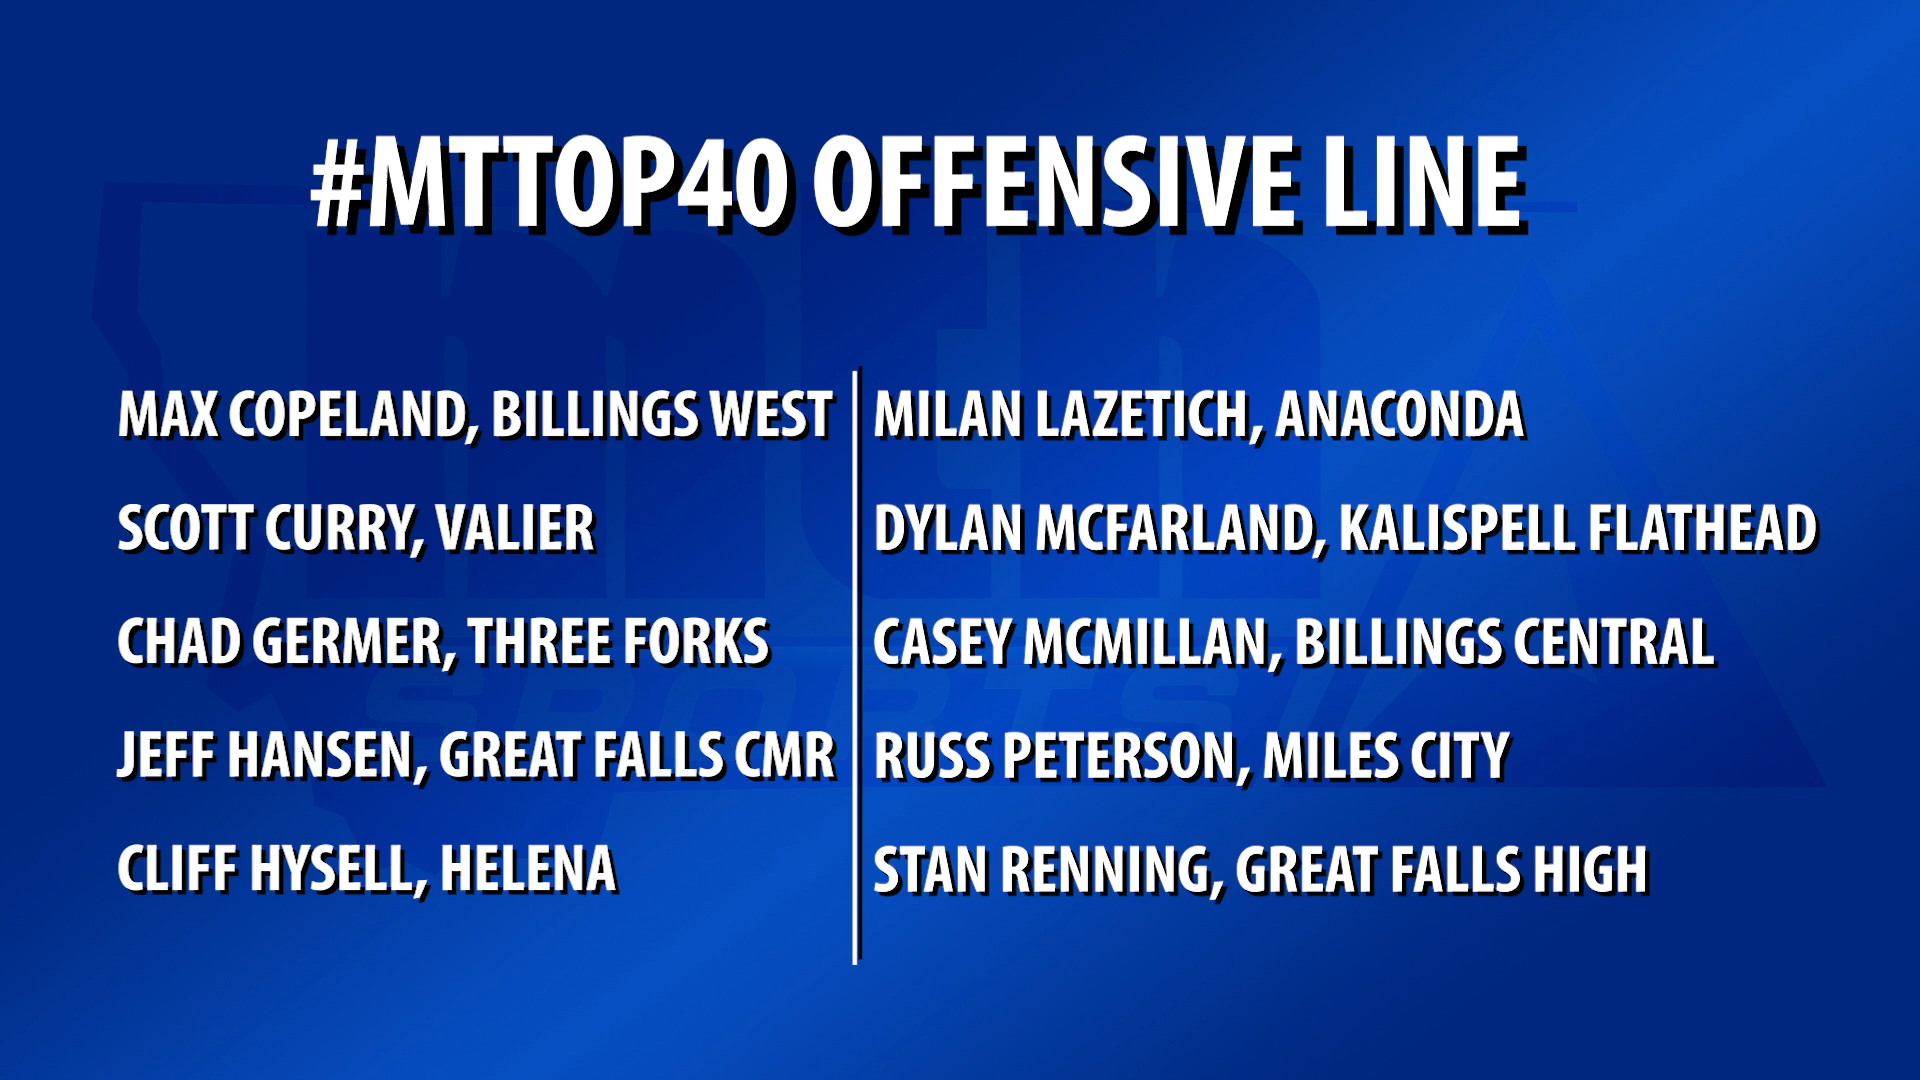 #MTTOP40 OFFENSIVE LINE
MAX COPELAND, BILLINGS WEST
SCOTT CURRY, VALIER
CHAD GERMER, THREE FORKS
JEFF HANSEN, GREAT FALLS CMR
CLIFF HYSELL, HELENA
MILAN LAZETICH, ANACONDA
DYLAN MCFARLAND, KALISPELL FLATHEAD
CASEY MCMILLAN, BILLINGS CENTRAL
RUSS PETERSON, MILES CITY
STAN RENNING, GREAT FALLS HIGH
mtn
SPORTS